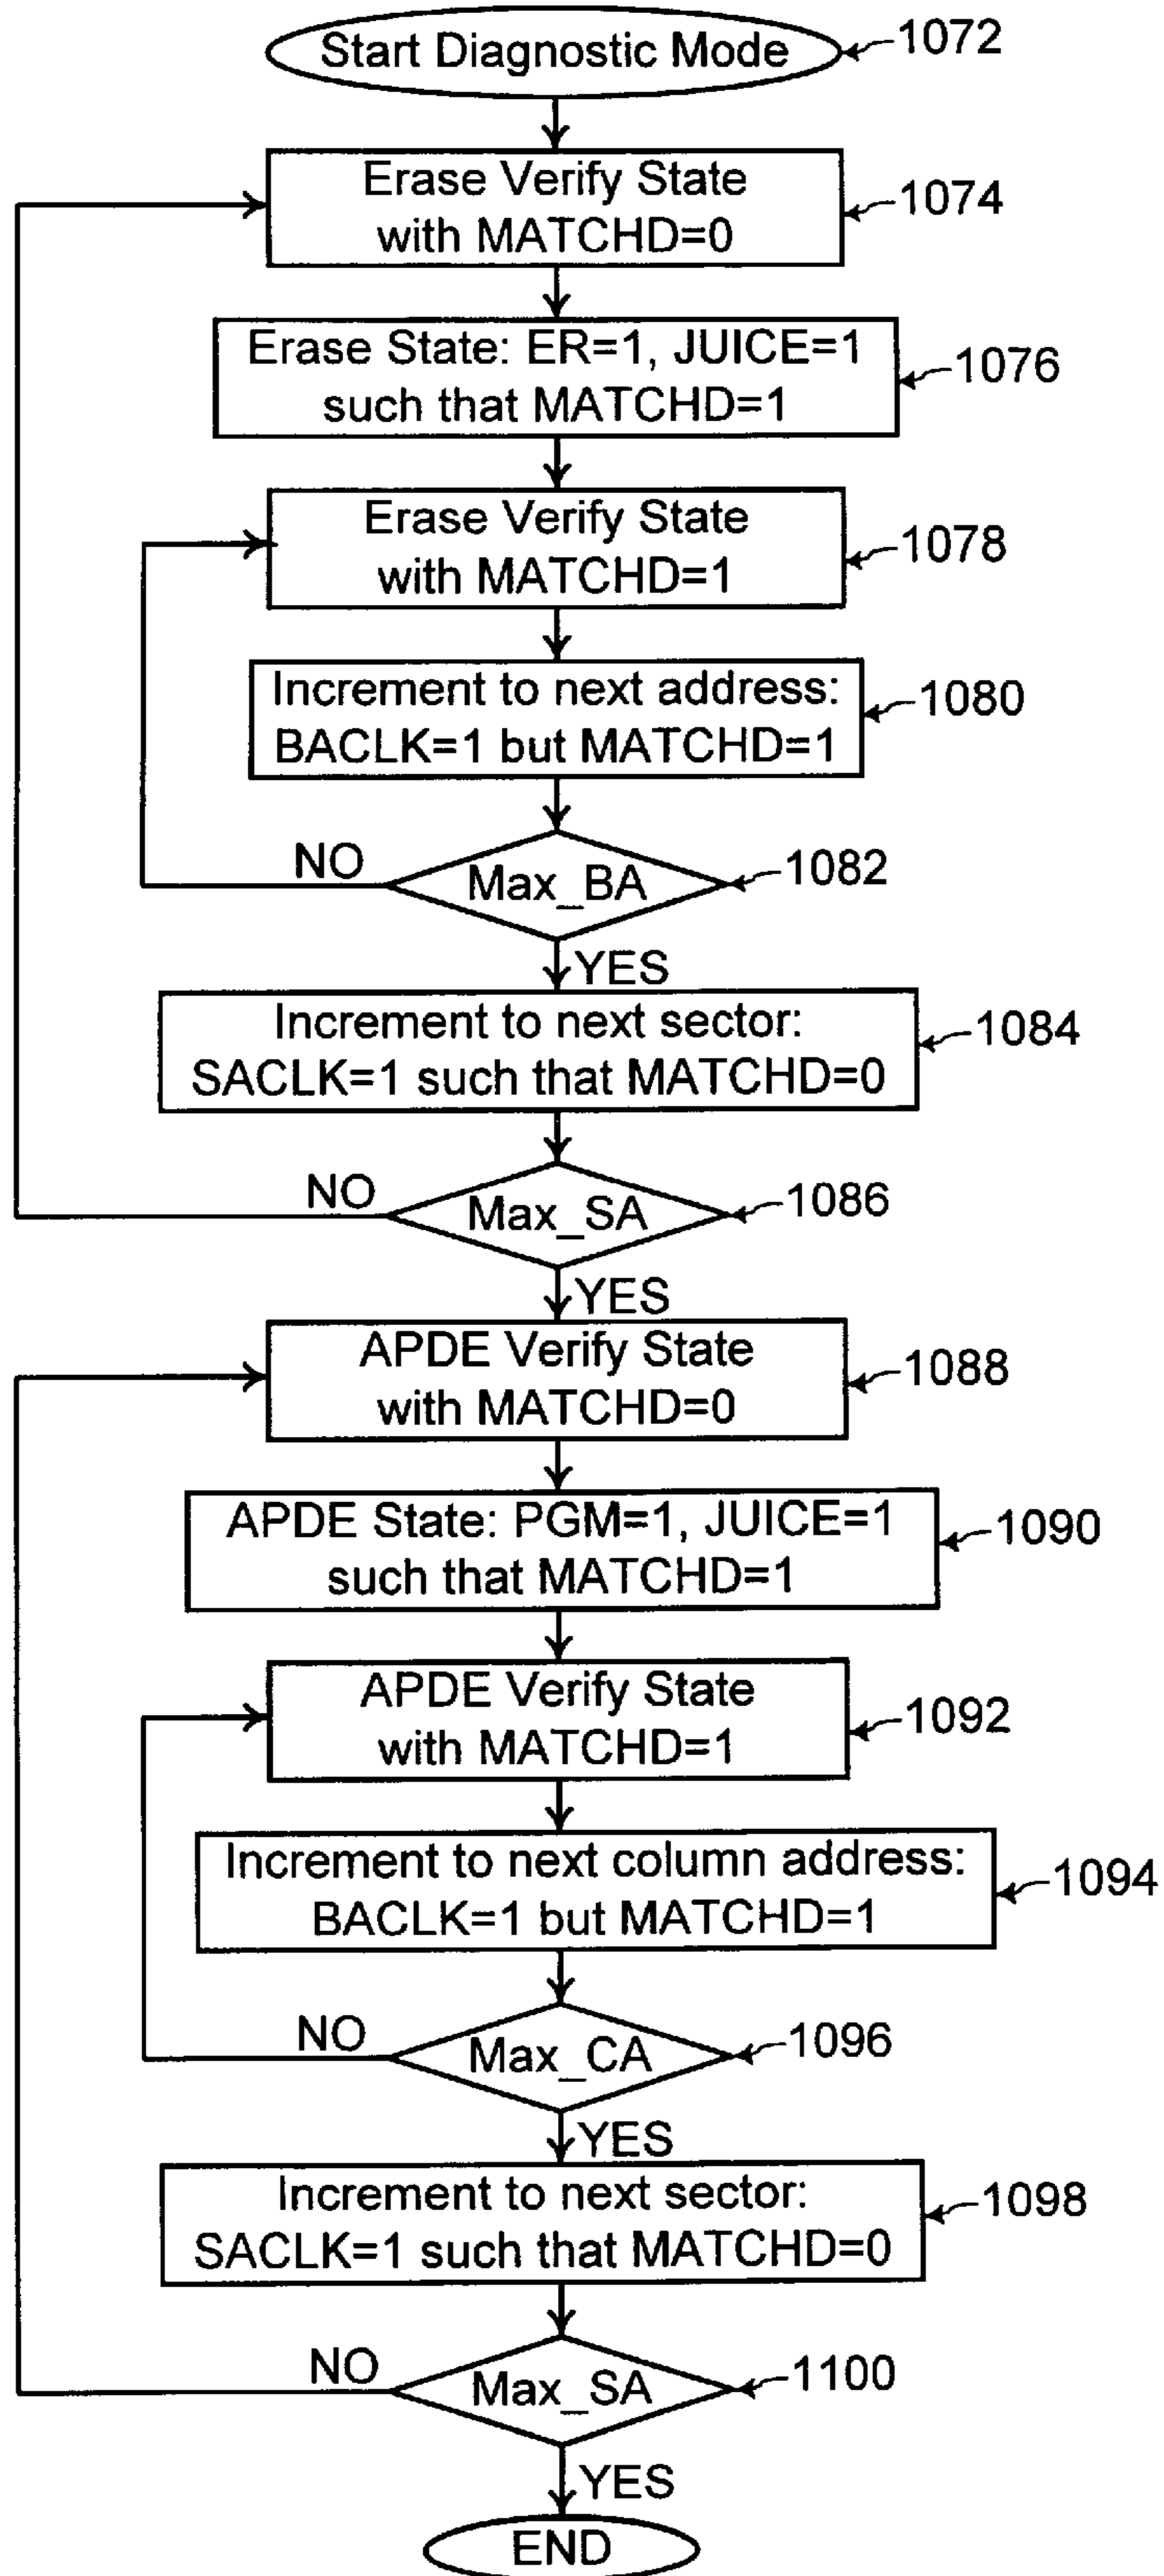 Start Diagnostic Mode
1072
Erase Verify State
with MATCHD=0
1074
Erase State: ER=1, JUICE=1
such that MATCHD=1
1076
Erase Verify State
with MATCHD=1
1078
Increment to next address:
BACLK=1 but MATCHD=1
1080
NO
Max_BA
1082
YES
Increment to next sector:
SACLK=1 such that MATCHD=0
1084
NO
Max_SA
1086
YES
APDE Verify State
with MATCHD=0
1088
APDE State: PGM=1, JUICE=1
such that MATCHD=1
1090
APDE Verify State
with MATCHD=1
1092
Increment to next column address:
BACLK=1 but MATCHD=1
1094
NO
Max_CA
1096
YES
Increment to next sector:
SACLK=1 such that MATCHD=0
1098
NO
Max_SA
1100
YES
END